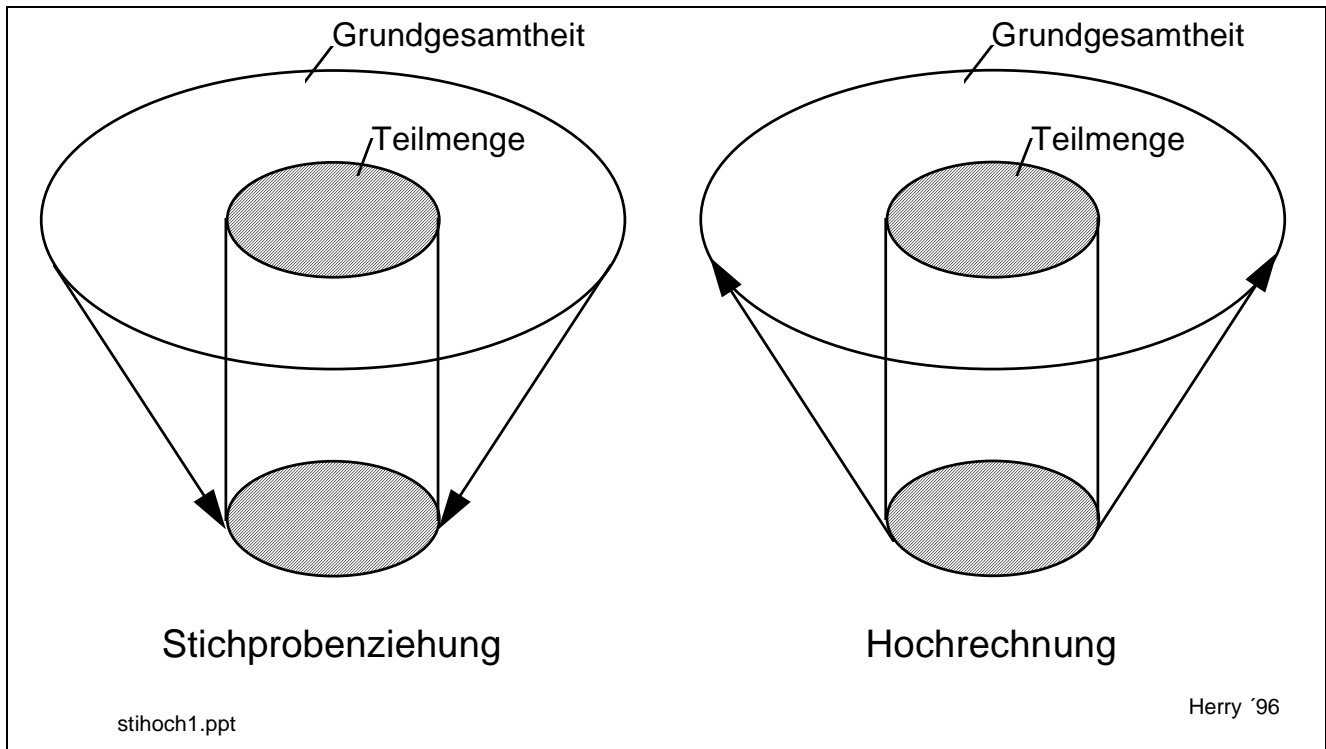 Grundgesamtheit
Teilmenge
Stichprobenziehung
Grundgesamtheit
Teilmenge
Hochrechnung
stihoch1.ppt
Herry ´96